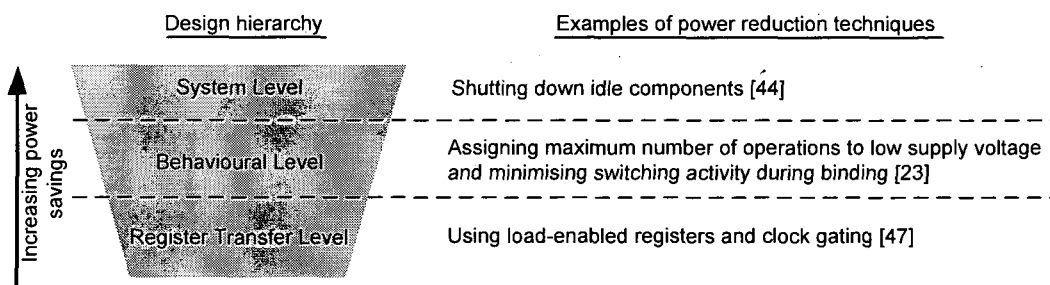 Design hierarchy
Examples of power reduction techniques
Increasing power
savings
System Level
Shutting down idle components [44]
Behavioural Level
Assigning maximum number of operations to low supply voltage
and minimising switching activity during binding [23]
Register Transfer Level
Using load-enabled registers and clock gating [47]